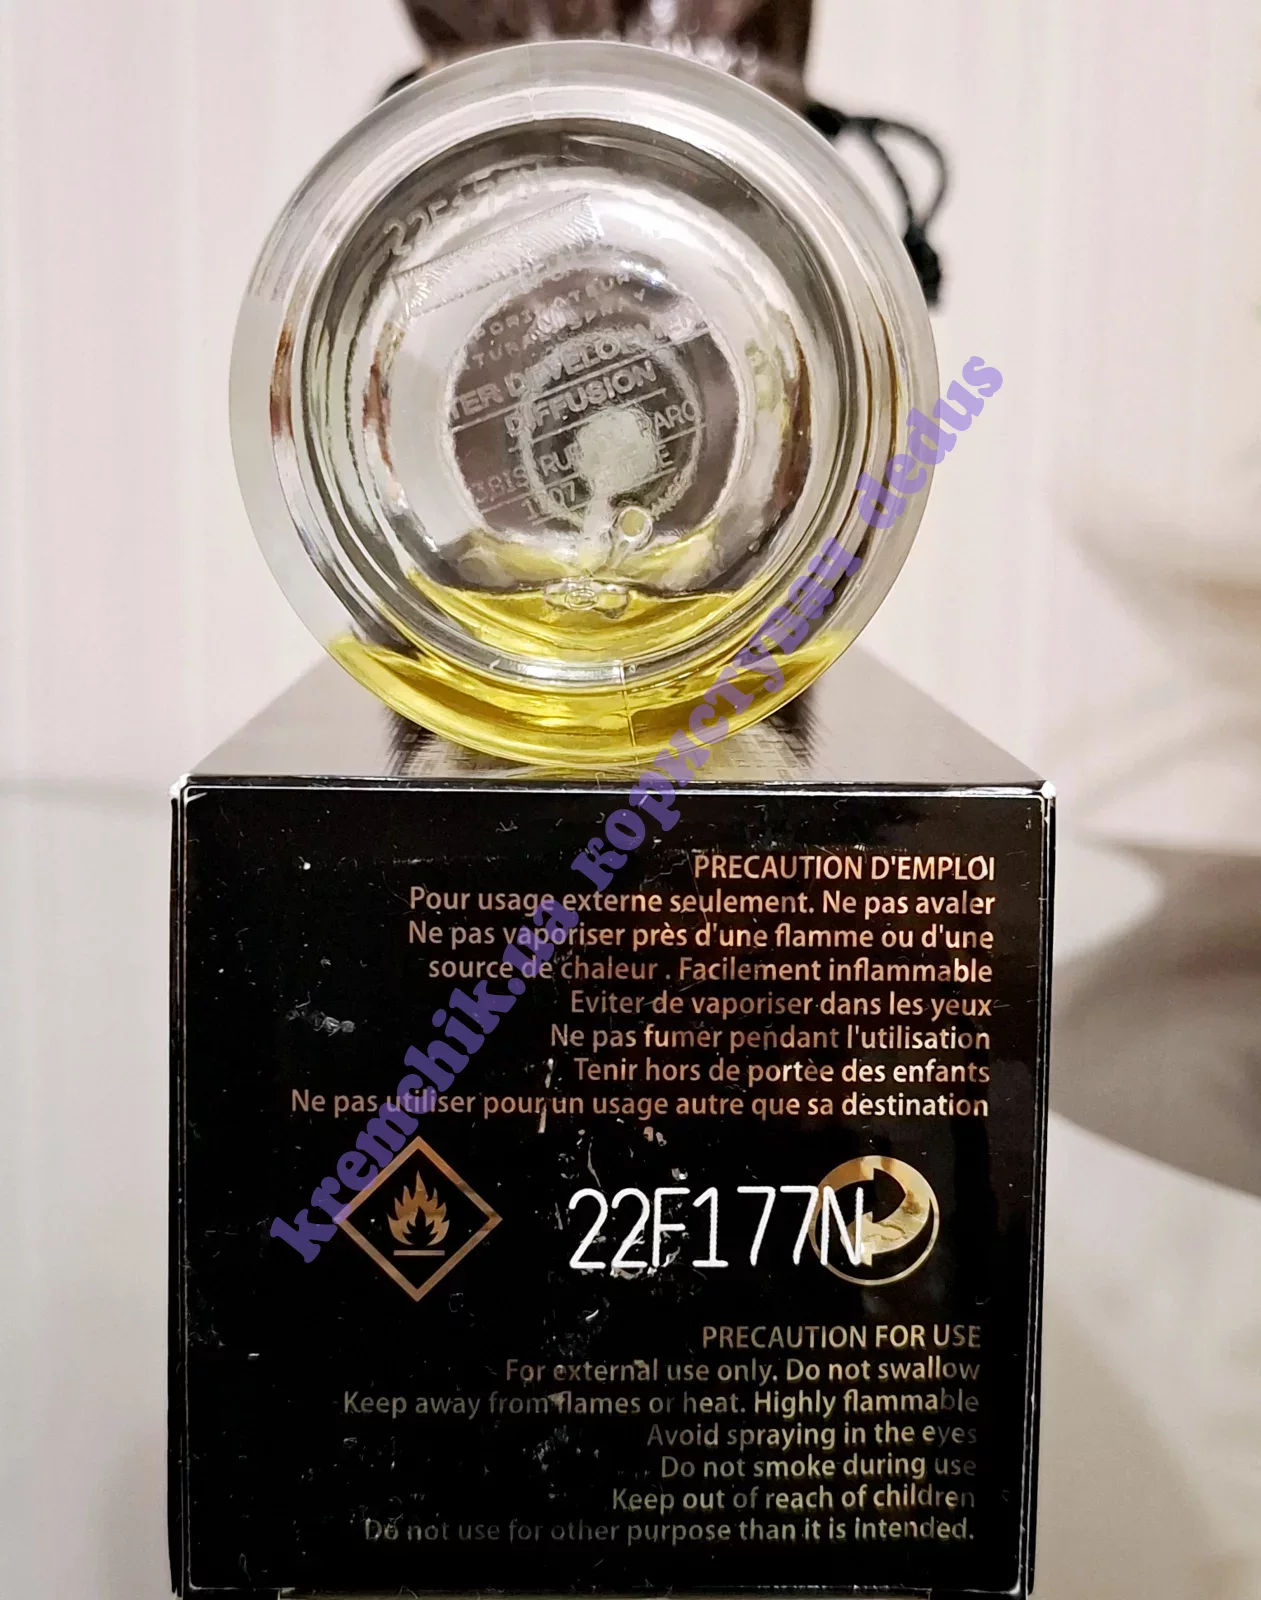 22F177N
DIFFUSION
PRECAUTION D'EMPLOI
Pour usage externe seulement. Ne pas avaler
Ne pas vaporiser près d'une flamme ou d'une
source de chaleur . Facilement inflammable
Eviter de vaporiser dans les yeux
Ne pas fumer pendant l'utilisation
Tenir hors de portèe des enfants
Ne pas utiliser pour un usage autre que sa destination
22F177N
PRECAUTION FOR USE
For external use only. Do not swallow
Keep away from flames or heat. Highly flammable
Avoid spraying in the eyes
Do not smoke during use
Keep out of reach of children
Do not use for other purpose than it is intended.
kremchik.ua користувач dedus